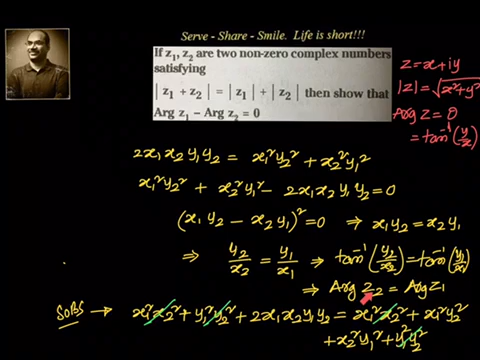 Serve - Share - Smile. Life is short!!!
If z₁, z₂ are two non-zero complex numbers
satisfying
| z₁ + z₂ | = | z₁ | + | z₂ | then show that
Arg z₁ − Arg z₂ = 0
z = x + iy
|z| = √(x² + y²)
Arg z = θ
= tan⁻¹(y/x)
2x₁x₂y₁y₂ = x₁²y₂² + x₂²y₁²
x₁²y₂² + x₂²y₁² − 2x₁x₂y₁y₂ = 0
(x₁y₂ − x₂y₁)² = 0 ⇒ x₁y₂ = x₂y₁
⇒ y₂/x₂ = y₁/x₁ ⇒ tan⁻¹(y₂/x₂) = tan⁻¹(y₁/x₁)
⇒ Arg z₂ = Arg z₁
SOBS → x₁²x₂² + y₁²y₂² + 2x₁x₂y₁y₂ = x₁²x₂² + x₁²y₂²
+ x₂²y₁² + y₁²y₂²